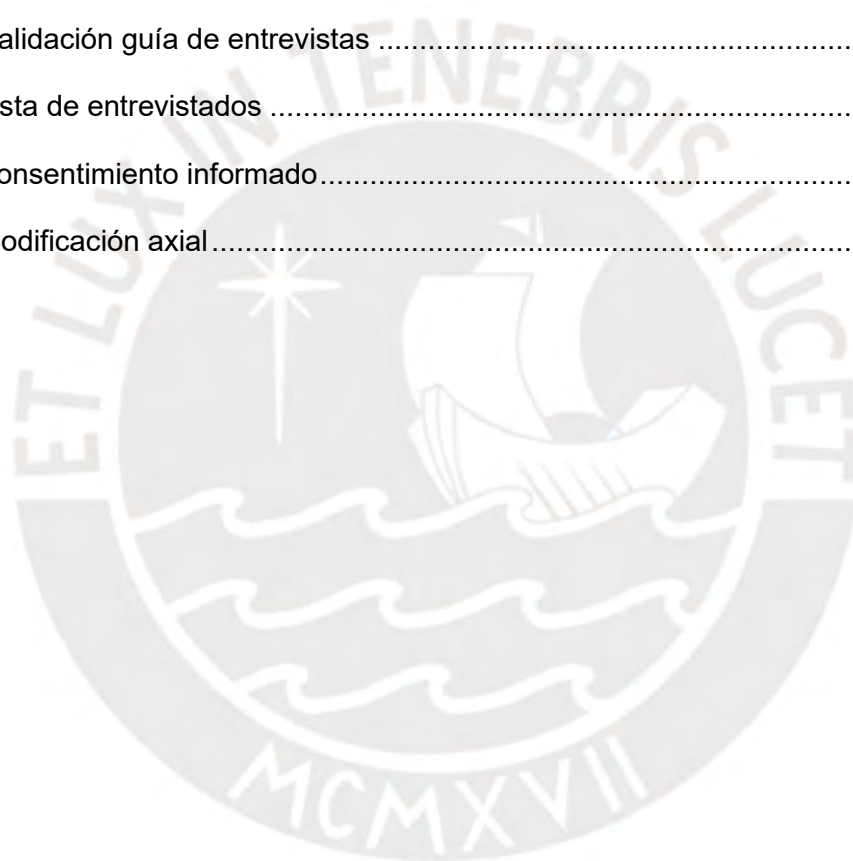 alidación guía de entrevistas .........................................................
sta de entrevistados ......................................................................
onsentimiento informado................................................................
odificación axial.............................................................................
ET LUX IN TENEBRIS LUCET
MCMXVII